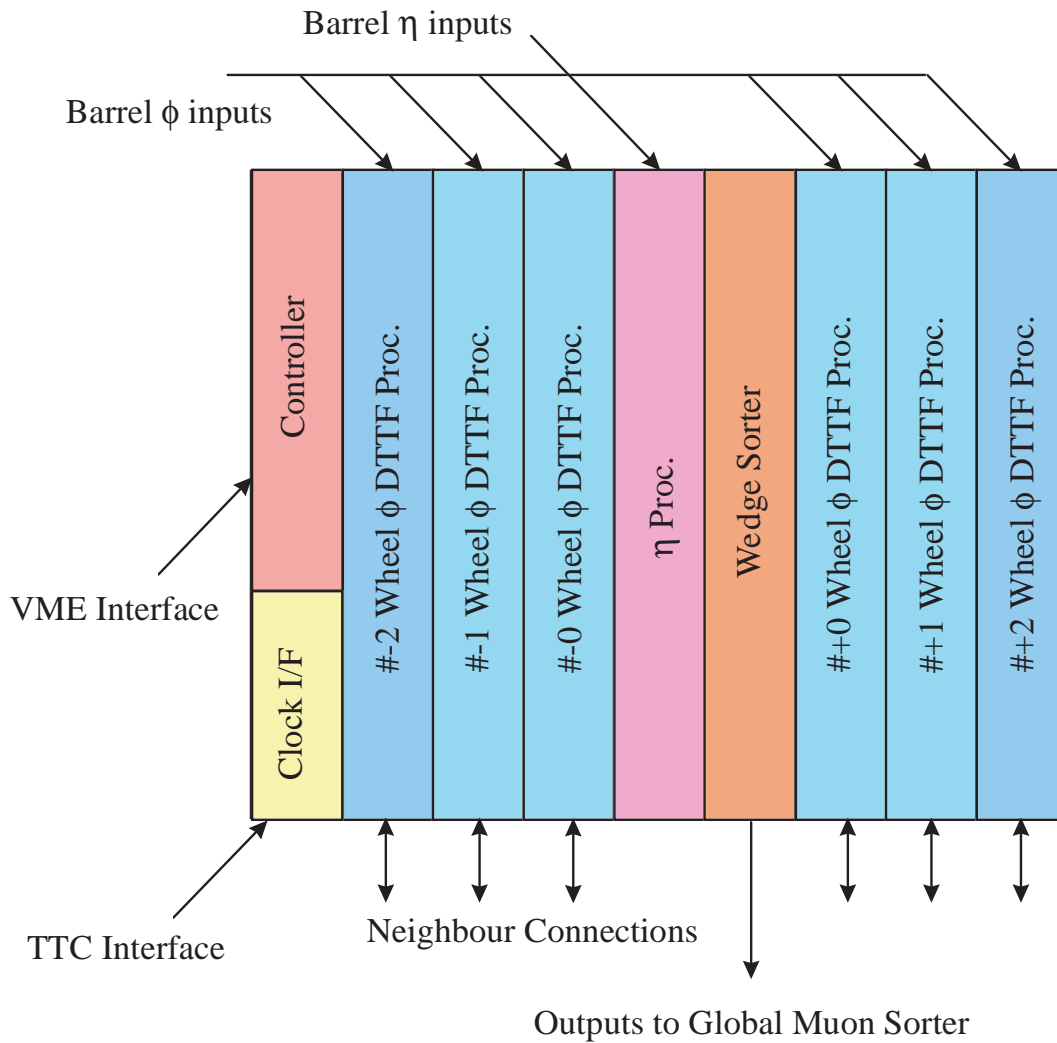 Barrel η inputs
Barrel ϕ inputs
Controller
Clock I/F
#-2 Wheel ϕ DTTF Proc.
#-1 Wheel ϕ DTTF Proc.
#-0 Wheel ϕ DTTF Proc.
η Proc.
Wedge Sorter
#+0 Wheel ϕ DTTF Proc.
#+1 Wheel ϕ DTTF Proc.
#+2 Wheel ϕ DTTF Proc.
VME Interface
TTC Interface
Neighbour Connections
Outputs to Global Muon Sorter